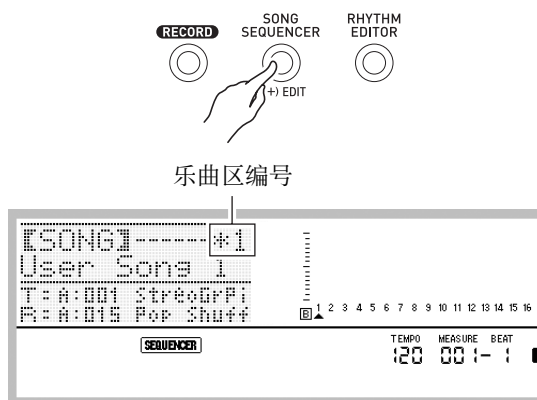 RECORD
SONG SEQUENCER
RHYTHM EDITOR
(+) EDIT
乐曲区编号
【SONG】------*1
User Song 1
T:A:001 StreoGrPf
R:A:015 Pop Shuff
B 1 2 3 4 5 6 7 8 9 10 11 12 13 14 15 16
SEQUENCER
TEMPO MEASURE BEAT
120 001- 1